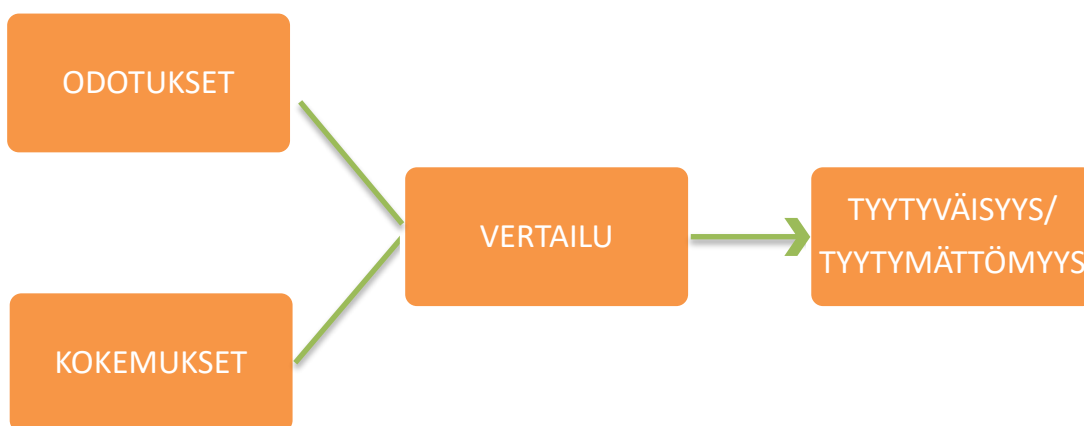 ODOTUKSET
KOKEMUKSET
VERTAILU
TYYTYVÄISYYS/
TYYTYMÄTTÖMYYS